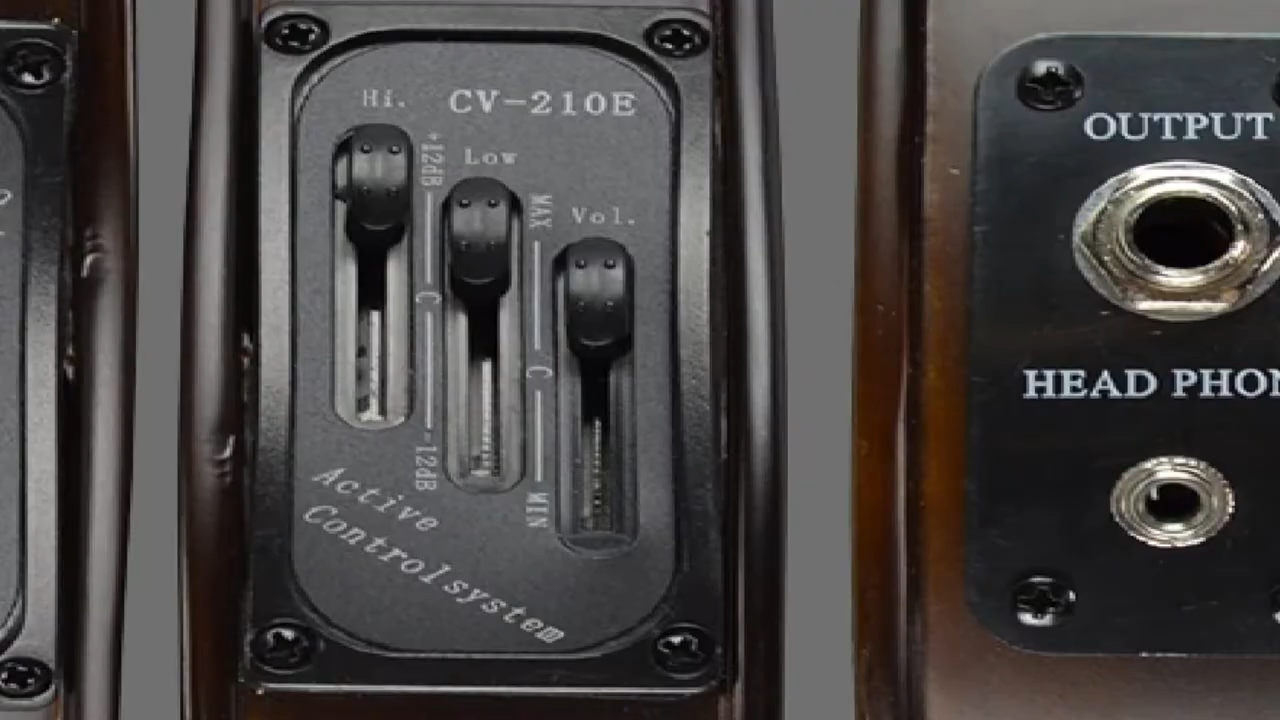 Hi.
CV-210E
+12dB
Low
MAX
Vol.
C
C
-12dB
MIN
Active
Controlsystem
OUTPUT
HEAD PHON